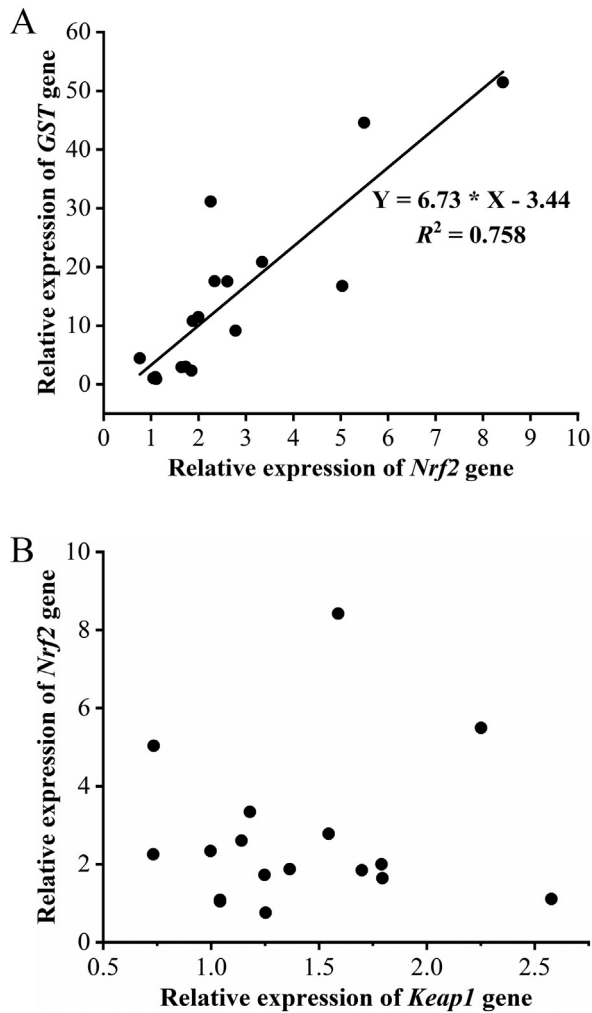 A
60
50
40
30
20
10
0
Relative expression of GST gene
Y = 6.73 * X - 3.44
R² = 0.758
0 1 2 3 4 5 6 7 8 9 10
Relative expression of Nrf2 gene
B
10
8
6
4
2
0
Relative expression of Nrf2 gene
0.5 1.0 1.5 2.0 2.5
Relative expression of Keap1 gene